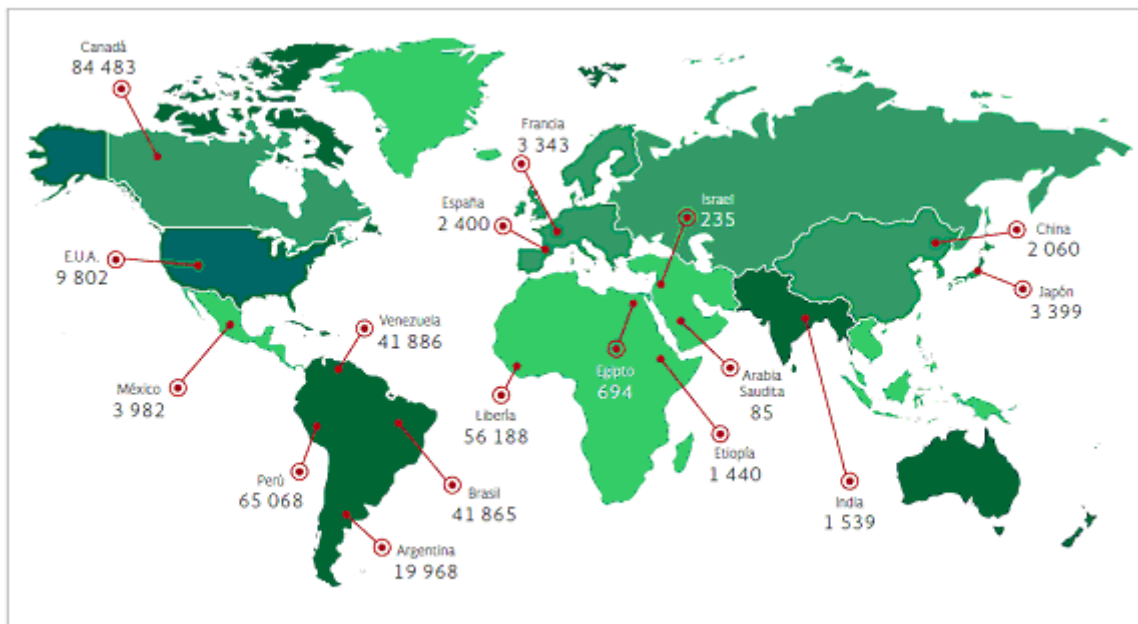 Canadá
84 483
Francia
3 343
España
2 400
Israel
235
China
2 060
E.U.A.
9 802
Japón
3 399
Venezuela
41 886
México
3 982
Liberia
56 188
Egipto
694
Arabia
Saudita
85
Etiopía
1 440
Perú
65 068
Brasil
41 865
India
1 539
Argentina
19 968